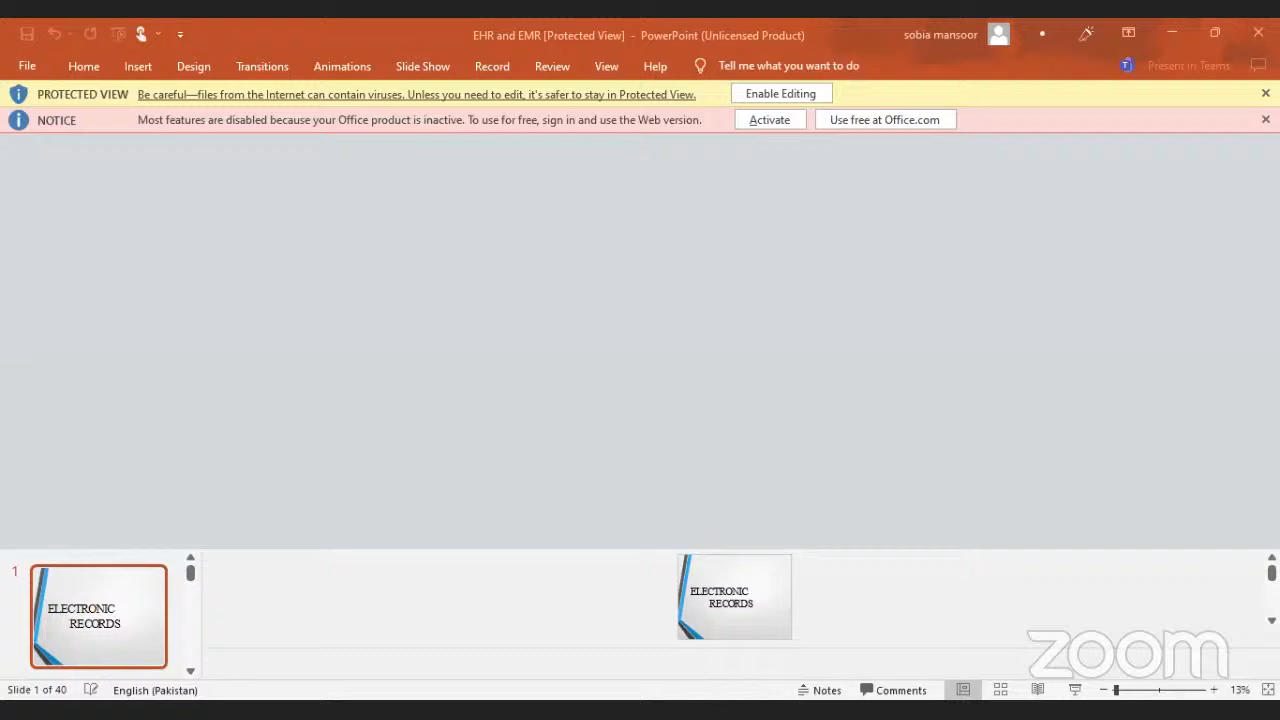 EHR and EMR [Protected View] - PowerPoint (Unlicensed Product)
sobia mansoor
File Home Insert Design Transitions Animations Slide Show Record Review View Help Tell me what you want to do
Present in Teams
PROTECTED VIEW Be careful—files from the Internet can contain viruses. Unless you need to edit, it's safer to stay in Protected View. Enable Editing
NOTICE Most features are disabled because your Office product is inactive. To use for free, sign in and use the Web version. Activate Use free at Office.com
1
ELECTRONIC
RECORDS
ELECTRONIC
RECORDS
zoom
Slide 1 of 40 English (Pakistan) Notes Comments 13%